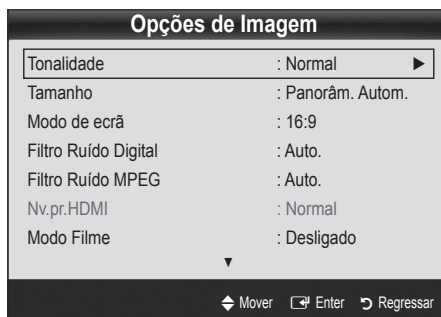 Opções de Imagem
Tonalidade : Normal ►
Tamanho : Panorâm. Autom.
Modo de ecrã : 16:9
Filtro Ruído Digital : Auto.
Filtro Ruído MPEG : Auto.
Nv.pr.HDMI : Normal
Modo Filme : Desligado
▼
Mover Enter Regressar